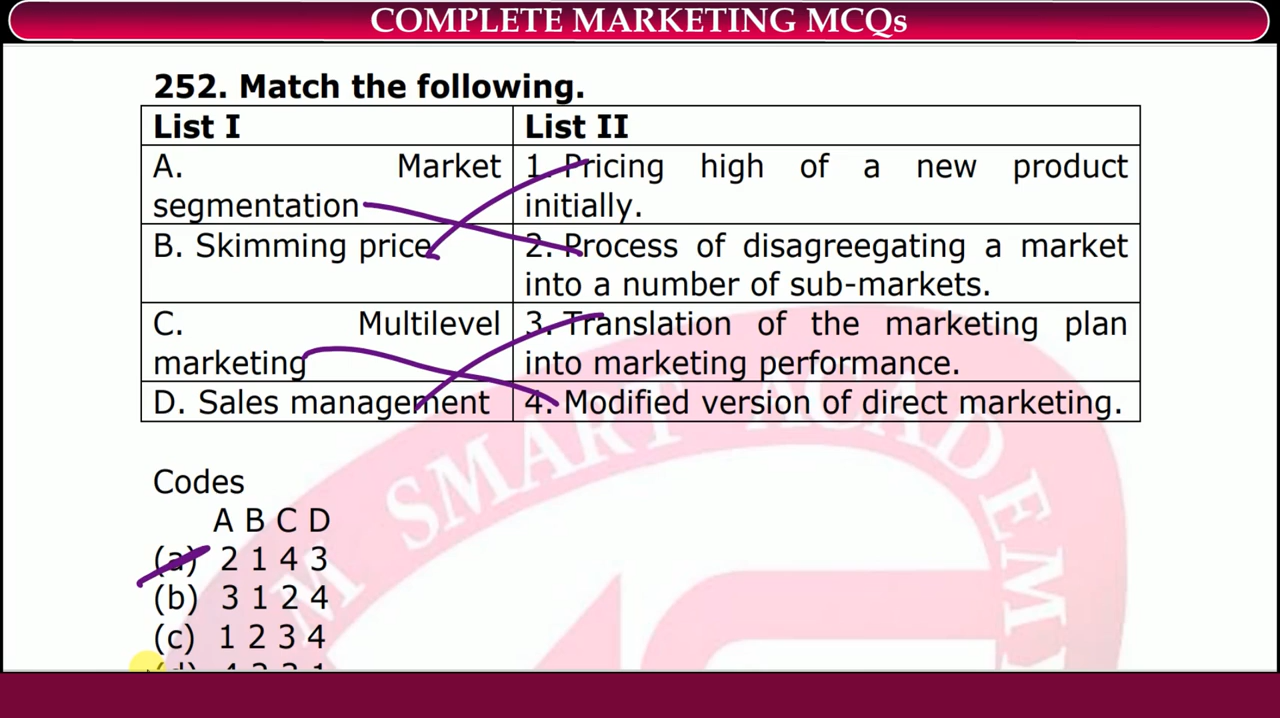 COMPLETE MARKETING MCQs
252. Match the following.
List I
List II
A. Market
segmentation
1. Pricing high of a new product
initially.
B. Skimming price
2. Process of disagreegating a market
into a number of sub-markets.
C. Multilevel
marketing
3. Translation of the marketing plan
into marketing performance.
D. Sales management
4. Modified version of direct marketing.
Codes
A B C D
(a) 2 1 4 3
(b) 3 1 2 4
(c) 1 2 3 4
M SMART ACADEM